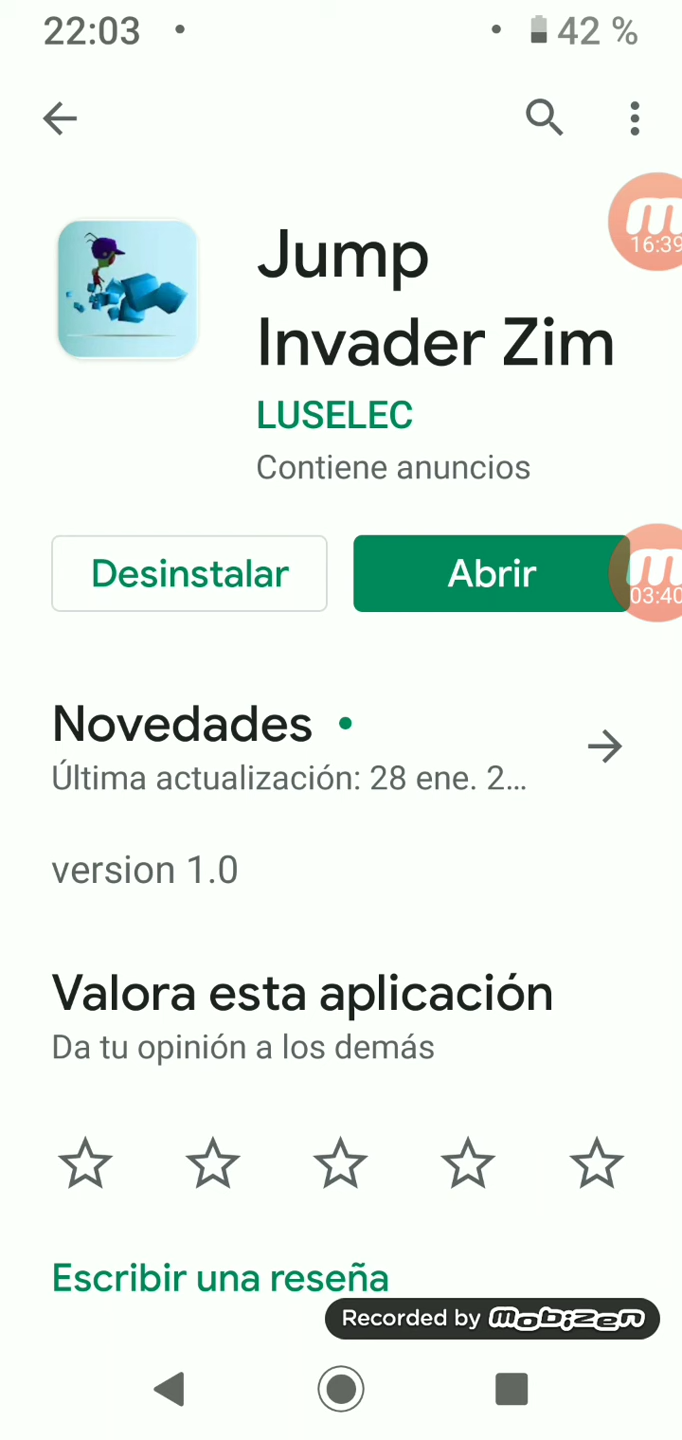 22:03
42 %
16:39
Jump
Invader Zim
LUSELEC
Contiene anuncios
Desinstalar
Abrir
03:40
Novedades
Última actualización: 28 ene. 2...
version 1.0
Valora esta aplicación
Da tu opinión a los demás
Escribir una reseña
Recorded by mobizen